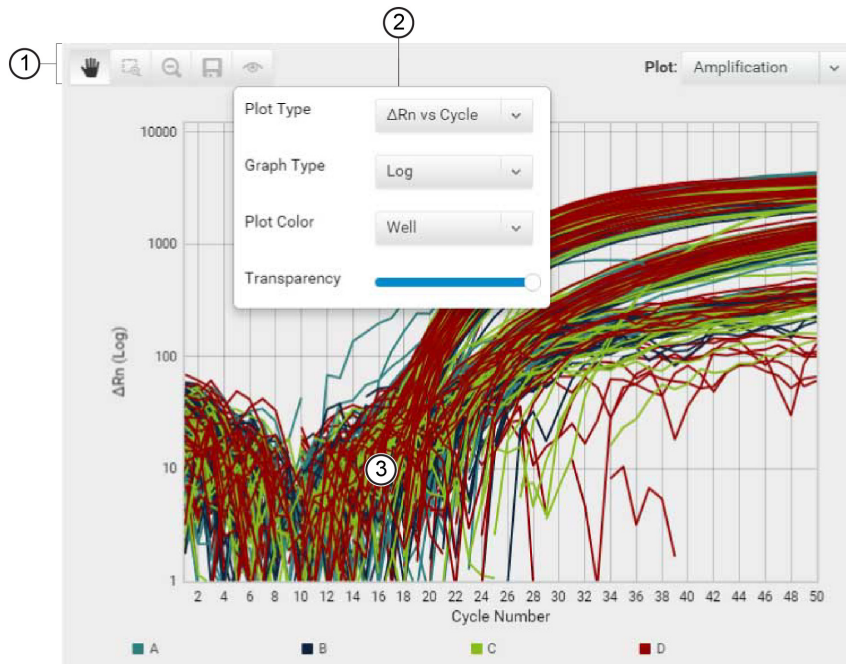 2
1
Plot: Amplification
Plot Type ΔRn vs Cycle
Graph Type Log
Plot Color Well
Transparency
10000
1000
100
10
1
ΔRn (Log)
3
2 4 6 8 10 12 14 16 18 20 22 24 26 28 30 32 34 36 38 40 42 44 46 48 50
Cycle Number
A B C D